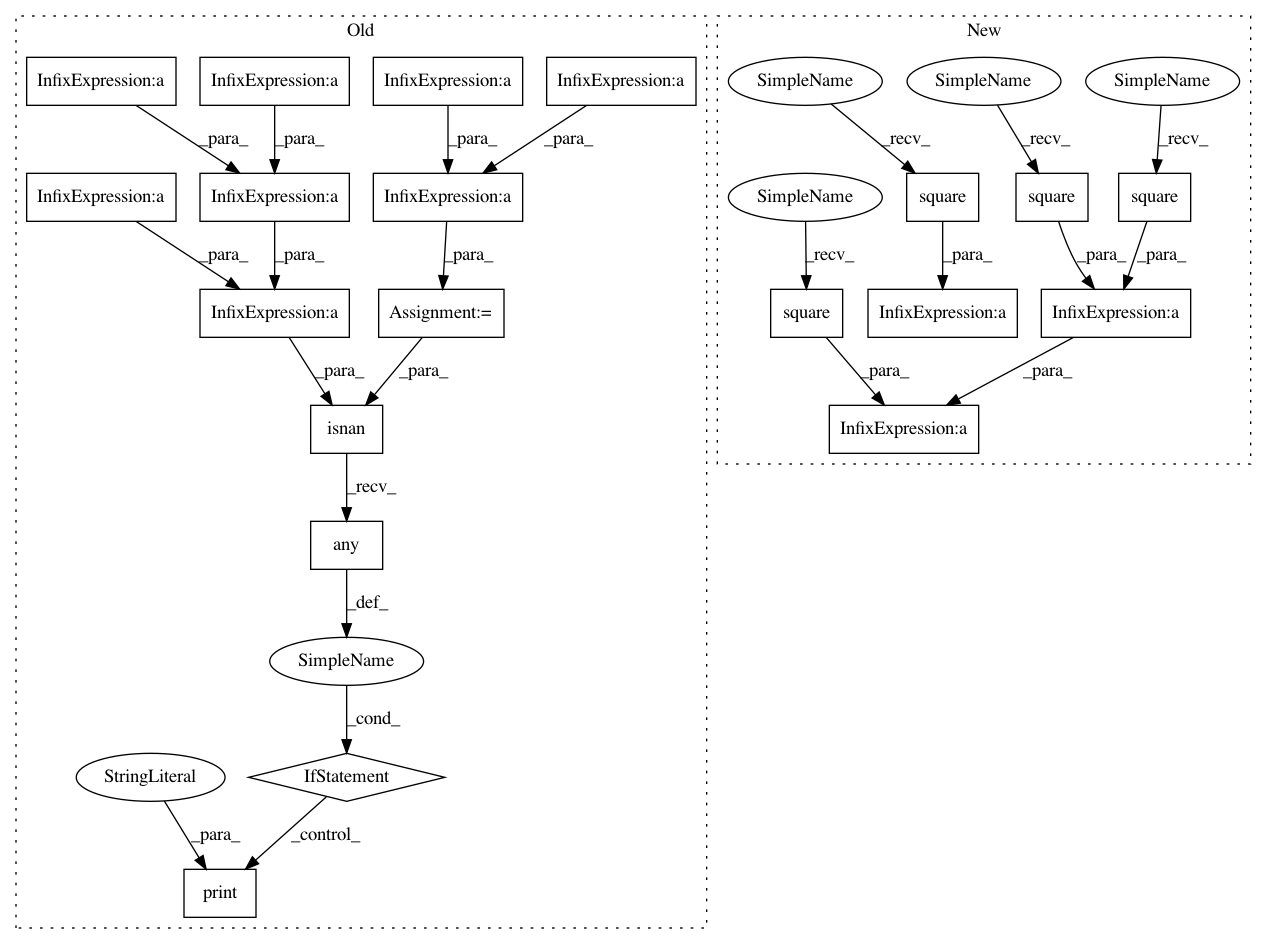 Old
New
InfixExpression:a InfixExpression:a InfixExpression:a InfixExpression:a SimpleName SimpleName SimpleName
_para_ _para_ _para_ _para_ _recv_ _recv_ _recv_
InfixExpression:a InfixExpression:a InfixExpression:a SimpleName square square square
_para_ _para_ _para_ _recv_ _para_ _para_ _para_
InfixExpression:a Assignment:= square InfixExpression:a InfixExpression:a
_para_ _para_ _para_ _para_
isnan InfixExpression:a
_recv_
any
_def_
SimpleName
_cond_
StringLiteral IfStatement
_para_ _control_
print